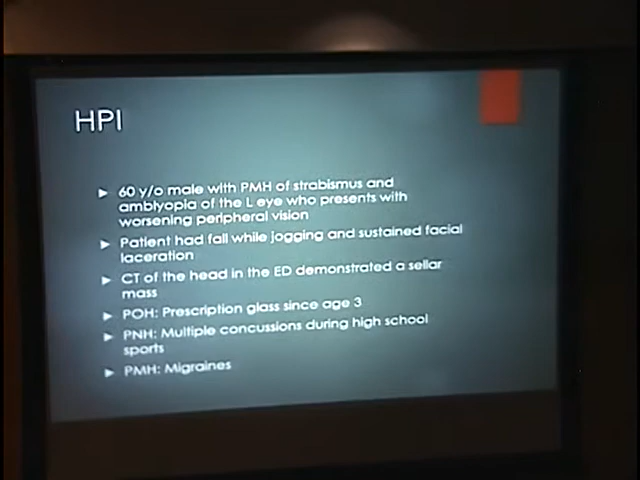 HPI
► 60 y/o male with PMH of strabismus and
amblyopia of the L eye who presents with
worsening peripheral vision
► Patient had fall while jogging and sustained facial
laceration
► CT of the head in the ED demonstrated a sellar
mass
► POH: Prescription glass since age 3
► PNH: Multiple concussions during high school
sports
► PMH: Migraines